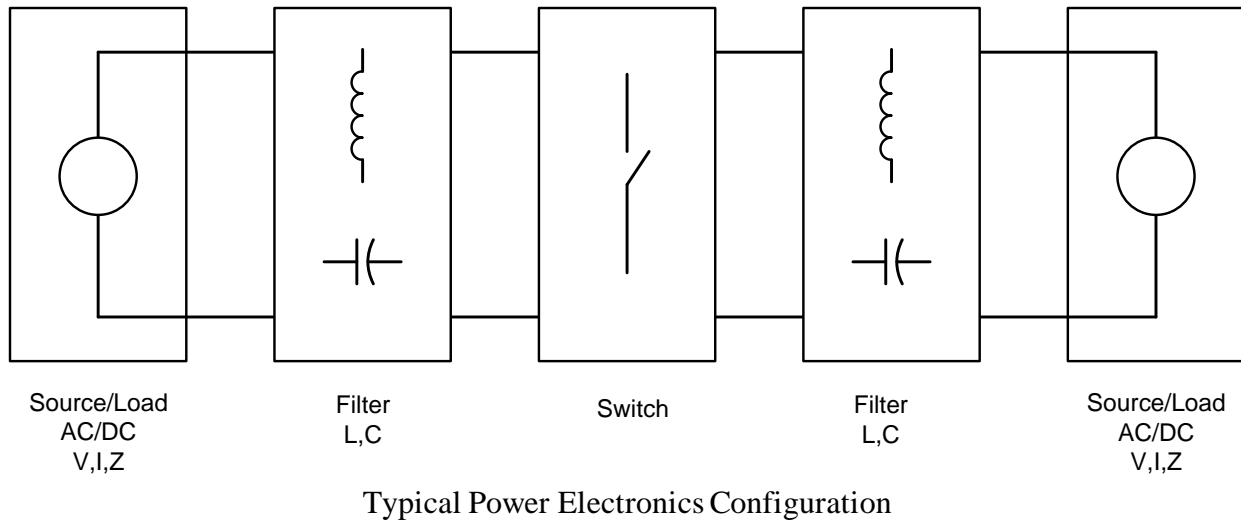 Source/Load
AC/DC
V,I,Z
Filter
L,C
Switch
Filter
L,C
Source/Load
AC/DC
V,I,Z
Typical Power Electronics Configuration